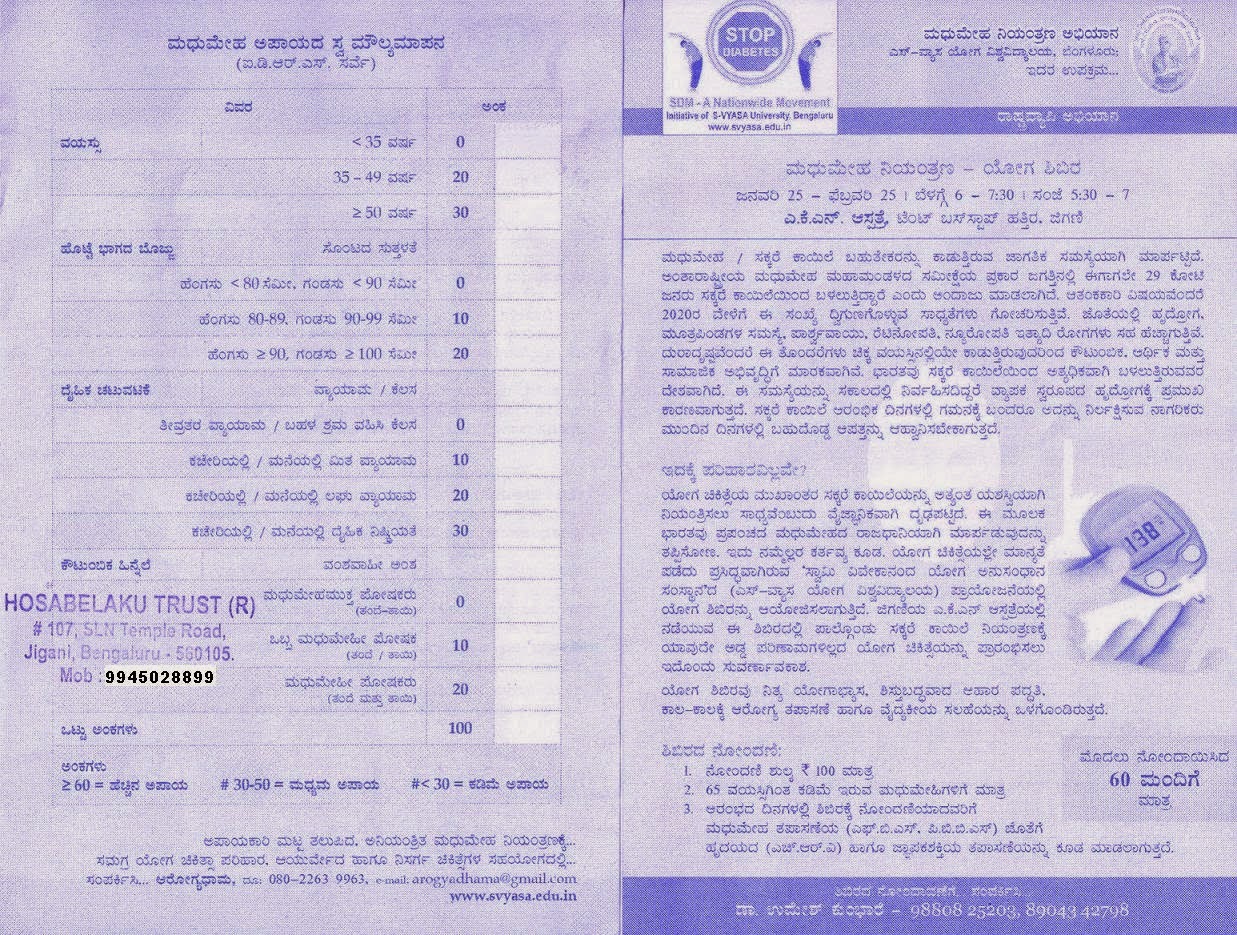 ಮಧುಮೇಹ ಅಪಾಯದ ಸ್ವ ಮೌಲ್ಯಮಾಪನ
(ಐ.ಡಿ.ಆರ್.ಎಸ್. ಸರ್ವೆ)
ವಿವರ ಅಂಕ
ವಯಸ್ಸು < 35 ವರ್ಷ 0
35 – 49 ವರ್ಷ 20
≥ 50 ವರ್ಷ 30
ಹೊಟ್ಟೆ ಭಾಗದ ಬೊಜ್ಜು ಸೊಂಟದ ಸುತ್ತಳತೆ
ಹೆಂಗಸು < 80 ಸೆಮೀ, ಗಂಡಸು < 90 ಸೆಮೀ 0
ಹೆಂಗಸು 80-89, ಗಂಡಸು 90-99 ಸೆಮೀ 10
ಹೆಂಗಸು ≥ 90, ಗಂಡಸು ≥ 100 ಸೆಮೀ 20
ದೈಹಿಕ ಚಟುವಟಿಕೆ ವ್ಯಾಯಾಮ / ಕೆಲಸ
ತೀವ್ರತರ ವ್ಯಾಯಾಮ / ಬಹಳ ಶ್ರಮ ವಹಿಸಿ ಕೆಲಸ 0
ಕಚೇರಿಯಲ್ಲಿ / ಮನೆಯಲ್ಲಿ ಮಿತ ವ್ಯಾಯಾಮ 10
ಕಚೇರಿಯಲ್ಲಿ / ಮನೆಯಲ್ಲಿ ಲಘು ವ್ಯಾಯಾಮ 20
ಕಚೇರಿಯಲ್ಲಿ / ಮನೆಯಲ್ಲಿ ದೈಹಿಕ ನಿಷ್ಕ್ರಿಯತೆ 30
ಕೌಟುಂಬಿಕ ಹಿನ್ನೆಲೆ ವಂಶವಾಹೀ ಅಂಶ
ಮಧುಮೇಹಮುಕ್ತ ಪೋಷಕರು 0
(ತಂದೆ-ತಾಯಿ)
ಒಬ್ಬ ಮಧುಮೇಹೀ ಪೋಷಕ 10
(ತಂದೆ / ತಾಯಿ)
ಮಧುಮೇಹೀ ಪೋಷಕರು 20
(ತಂದೆ ಮತ್ತು ತಾಯಿ)
HOSABELAKU TRUST (R)
# 107, SLN Temple Road,
Jigani, Bengaluru - 560105.
Mob : 9945028899
ಒಟ್ಟು ಅಂಕಗಳು 100
ಅಂಕಗಳು
≥ 60 = ಹೆಚ್ಚಿನ ಅಪಾಯ # 30-50 = ಮಧ್ಯಮ ಅಪಾಯ #< 30 = ಕಡಿಮೆ ಅಪಾಯ
ಅಪಾಯಕಾರಿ ಮಟ್ಟ ತಲುಪಿದ, ಅನಿಯಂತ್ರಿತ ಮಧುಮೇಹ ನಿಯಂತ್ರಣಕ್ಕೆ...
ಸಮಗ್ರ ಯೋಗ ಚಿಕಿತ್ಸಾ ಪರಿಹಾರ, ಆಯುರ್ವೇದ ಹಾಗೂ ನಿಸರ್ಗ ಚಿಕಿತ್ಸೆಗಳ ಸಹಯೋಗದಲ್ಲಿ...
ಸಂಪರ್ಕಿಸಿ... ಆರೋಗ್ಯಧಾಮ, ದೂ: 080–2263 9963, e-mail: arogyadhama@gmail.com
www.svyasa.edu.in
STOP
DIABETES
SDM - A Nationwide Movement
Initiative of S-VYASA University, Bengaluru
www.svyasa.edu.in
ಮಧುಮೇಹ ನಿಯಂತ್ರಣ ಅಭಿಯಾನ
ಎಸ್–ವ್ಯಾಸ ಯೋಗ ವಿಶ್ವವಿದ್ಯಾಲಯ, ಬೆಂಗಳೂರು;
ಇದರ ಉಪಕ್ರಮ...
ರಾಷ್ಟ್ರವ್ಯಾಪಿ ಅಭಿಯಾನ
ಮಧುಮೇಹ ನಿಯಂತ್ರಣ – ಯೋಗ ಶಿಬಿರ
ಜನವರಿ 25 – ಫೆಬ್ರವರಿ 25 | ಬೆಳಗ್ಗೆ 6 – 7:30 | ಸಂಜೆ 5:30 – 7
ಎ.ಕೆ.ಎನ್. ಆಸ್ಪತ್ರೆ, ಟೆಂಟ್ ಬಸ್‌ಸ್ಟಾಪ್ ಹತ್ತಿರ, ಜಿಗಣಿ
ಮಧುಮೇಹ / ಸಕ್ಕರೆ ಕಾಯಿಲೆ ಬಹುತೇಕರನ್ನು ಕಾಡುತ್ತಿರುವ ಜಾಗತಿಕ ಸಮಸ್ಯೆಯಾಗಿ ಮಾರ್ಪಟ್ಟಿದೆ.
ಅಂತಾರಾಷ್ಟ್ರೀಯ ಮಧುಮೇಹ ಮಹಾಮಂಡಳದ ಸಮೀಕ್ಷೆಯ ಪ್ರಕಾರ ಜಗತ್ತಿನಲ್ಲಿ ಈಗಾಗಲೇ 29 ಕೋಟಿ
ಜನರು ಸಕ್ಕರೆ ಕಾಯಿಲೆಯಿಂದ ಬಳಲುತ್ತಿದ್ದಾರೆ ಎಂದು ಅಂದಾಜು ಮಾಡಲಾಗಿದೆ. ಆತಂಕಕಾರಿ ವಿಷಯವೆಂದರೆ
2020ರ ವೇಳೆಗೆ ಈ ಸಂಖ್ಯೆ ದ್ವಿಗುಣಗೊಳ್ಳುವ ಸಾಧ್ಯತೆಗಳು ಗೋಚರಿಸುತ್ತಿವೆ. ಜೊತೆಯಲ್ಲಿ ಹೃದ್ರೋಗ,
ಮೂತ್ರಪಿಂಡಗಳ ಸಮಸ್ಯೆ, ಪಾರ್ಶ್ವವಾಯು, ರೆಟಿನೋಪತಿ, ನ್ಯೂರೋಪತಿ ಇತ್ಯಾದಿ ರೋಗಗಳು ಸಹ ಹೆಚ್ಚಾಗುತ್ತಿವೆ.
ದುರಾದೃಷ್ಟವೆಂದರೆ ಈ ತೊಂದರೆಗಳು ಚಿಕ್ಕ ವಯಸ್ಸಿನಲ್ಲಿಯೇ ಕಾಡುತ್ತಿರುವುದರಿಂದ ಕೌಟುಂಬಿಕ, ಆರ್ಥಿಕ ಮತ್ತು
ಸಾಮಾಜಿಕ ಅಭಿವೃದ್ಧಿಗೆ ಮಾರಕವಾಗಿವೆ. ಭಾರತವು ಸಕ್ಕರೆ ಕಾಯಿಲೆಯಿಂದ ಅತ್ಯಧಿಕವಾಗಿ ಬಳಲುತ್ತಿರುವವರ
ದೇಶವಾಗಿದೆ. ಈ ಸಮಸ್ಯೆಯನ್ನು ಸಕಾಲದಲ್ಲಿ ನಿರ್ವಹಿಸದಿದ್ದರೆ ವ್ಯಾಪಕ ಸ್ವರೂಪದ ಹೃದ್ರೋಗಕ್ಕೆ ಪ್ರಮುಖ
ಕಾರಣವಾಗುತ್ತದೆ. ಸಕ್ಕರೆ ಕಾಯಿಲೆ ಆರಂಭಿಕ ದಿನಗಳಲ್ಲಿ ಗಮನಕ್ಕೆ ಬಂದರೂ ಅದನ್ನು ನಿರ್ಲಕ್ಷಿಸುವ ನಾಗರಿಕರು
ಮುಂದಿನ ದಿನಗಳಲ್ಲಿ ಬಹುದೊಡ್ಡ ಆಪತ್ತನ್ನು ಆಹ್ವಾನಿಸಬೇಕಾಗುತ್ತದೆ.
ಇದಕ್ಕೆ ಪರಿಹಾರವಿಲ್ಲವೇ?
ಯೋಗ ಚಿಕಿತ್ಸೆಯ ಮುಖಾಂತರ ಸಕ್ಕರೆ ಕಾಯಿಲೆಯನ್ನು ಅತ್ಯಂತ ಯಶಸ್ವಿಯಾಗಿ
ನಿಯಂತ್ರಿಸಲು ಸಾಧ್ಯವೆಂಬುದು ವೈಜ್ಞಾನಿಕವಾಗಿ ದೃಢಪಟ್ಟಿದೆ. ಈ ಮೂಲಕ
ಭಾರತವು ಪ್ರಪಂಚದ ಮಧುಮೇಹದ ರಾಜಧಾನಿಯಾಗಿ ಮಾರ್ಪಡುವುದನ್ನು
ತಪ್ಪಿಸೋಣ. ಇದು ನಮ್ಮೆಲ್ಲರ ಕರ್ತವ್ಯ ಕೂಡ. ಯೋಗ ಚಿಕಿತ್ಸೆಯಲ್ಲೇ ಮಾನ್ಯತೆ
ಪಡೆದು ಪ್ರಸಿದ್ಧವಾಗಿರುವ 'ಸ್ವಾಮಿ ವಿವೇಕಾನಂದ ಯೋಗ ಅನುಸಂಧಾನ
ಸಂಸ್ಥಾನ'ದ (ಎಸ್–ವ್ಯಾಸ ಯೋಗ ವಿಶ್ವವಿದ್ಯಾಲಯ) ಪ್ರಾಯೋಜನೆಯಲ್ಲಿ
ಯೋಗ ಶಿಬಿರನ್ನು ಆಯೋಜಿಸಲಾಗುತ್ತಿದೆ. ಜಿಗಣಿಯ ಎ.ಕೆ.ಎನ್ ಆಸ್ಪತ್ರೆಯಲ್ಲಿ
ನಡೆಯುವ ಈ ಶಿಬಿರದಲ್ಲಿ ಪಾಲ್ಗೊಂಡು ಸಕ್ಕರೆ ಕಾಯಿಲೆ ನಿಯಂತ್ರಣಕ್ಕೆ
ಯಾವುದೇ ಅಡ್ಡ ಪರಿಣಾಮಗಳಿಲ್ಲದ ಯೋಗ ಚಿಕಿತ್ಸೆಯನ್ನು ಪ್ರಾರಂಭಿಸಲು
ಇದೊಂದು ಸುವರ್ಣಾವಕಾಶ.
138
ಯೋಗ ಶಿಬಿರವು ನಿತ್ಯ ಯೋಗಾಭ್ಯಾಸ, ಶಿಸ್ತುಬದ್ಧವಾದ ಆಹಾರ ಪದ್ಧತಿ,
ಕಾಲ–ಕಾಲಕ್ಕೆ ಆರೋಗ್ಯ ತಪಾಸಣೆ ಹಾಗೂ ವೈದ್ಯಕೀಯ ಸಲಹೆಯನ್ನು ಒಳಗೊಂಡಿರುತ್ತದೆ.
ಶಿಬಿರದ ನೋಂದಣಿ:
1. ನೋಂದಣಿ ಶುಲ್ಕ ₹ 100 ಮಾತ್ರ
2. 65 ವಯಸ್ಸಿಗಿಂತ ಕಡಿಮೆ ಇರುವ ಮಧುಮೇಹಿಗಳಿಗೆ ಮಾತ್ರ
3. ಆರಂಭದ ದಿನಗಳಲ್ಲಿ ಶಿಬಿರಕ್ಕೆ ನೋಂದಣಿಯಾದವರಿಗೆ
ಮಧುಮೇಹ ತಪಾಸಣೆಯ (ಎಫ್.ಬಿ.ಎಸ್, ಪಿ.ಬಿ.ಬಿ.ಎಸ್) ಜೊತೆಗೆ
ಹೃದಯದ (ಎಚ್.ಆರ್.ವಿ) ಹಾಗೂ ಜ್ಞಾಪಕಶಕ್ತಿಯ ತಪಾಸಣೆಯನ್ನು ಕೂಡ ಮಾಡಲಾಗುತ್ತದೆ.
ಮೊದಲು ನೋಂದಾಯಿಸಿದ
60 ಮಂದಿಗೆ
ಮಾತ್ರ
ಶಿಬಿರದ ನೋಂದಾವಣೆಗೆ ಸಂಪರ್ಕಿಸಿ
ಡಾ. ಉಮೇಶ್ ಕುಂಭಾರೆ – 98808 25203, 89043 42798